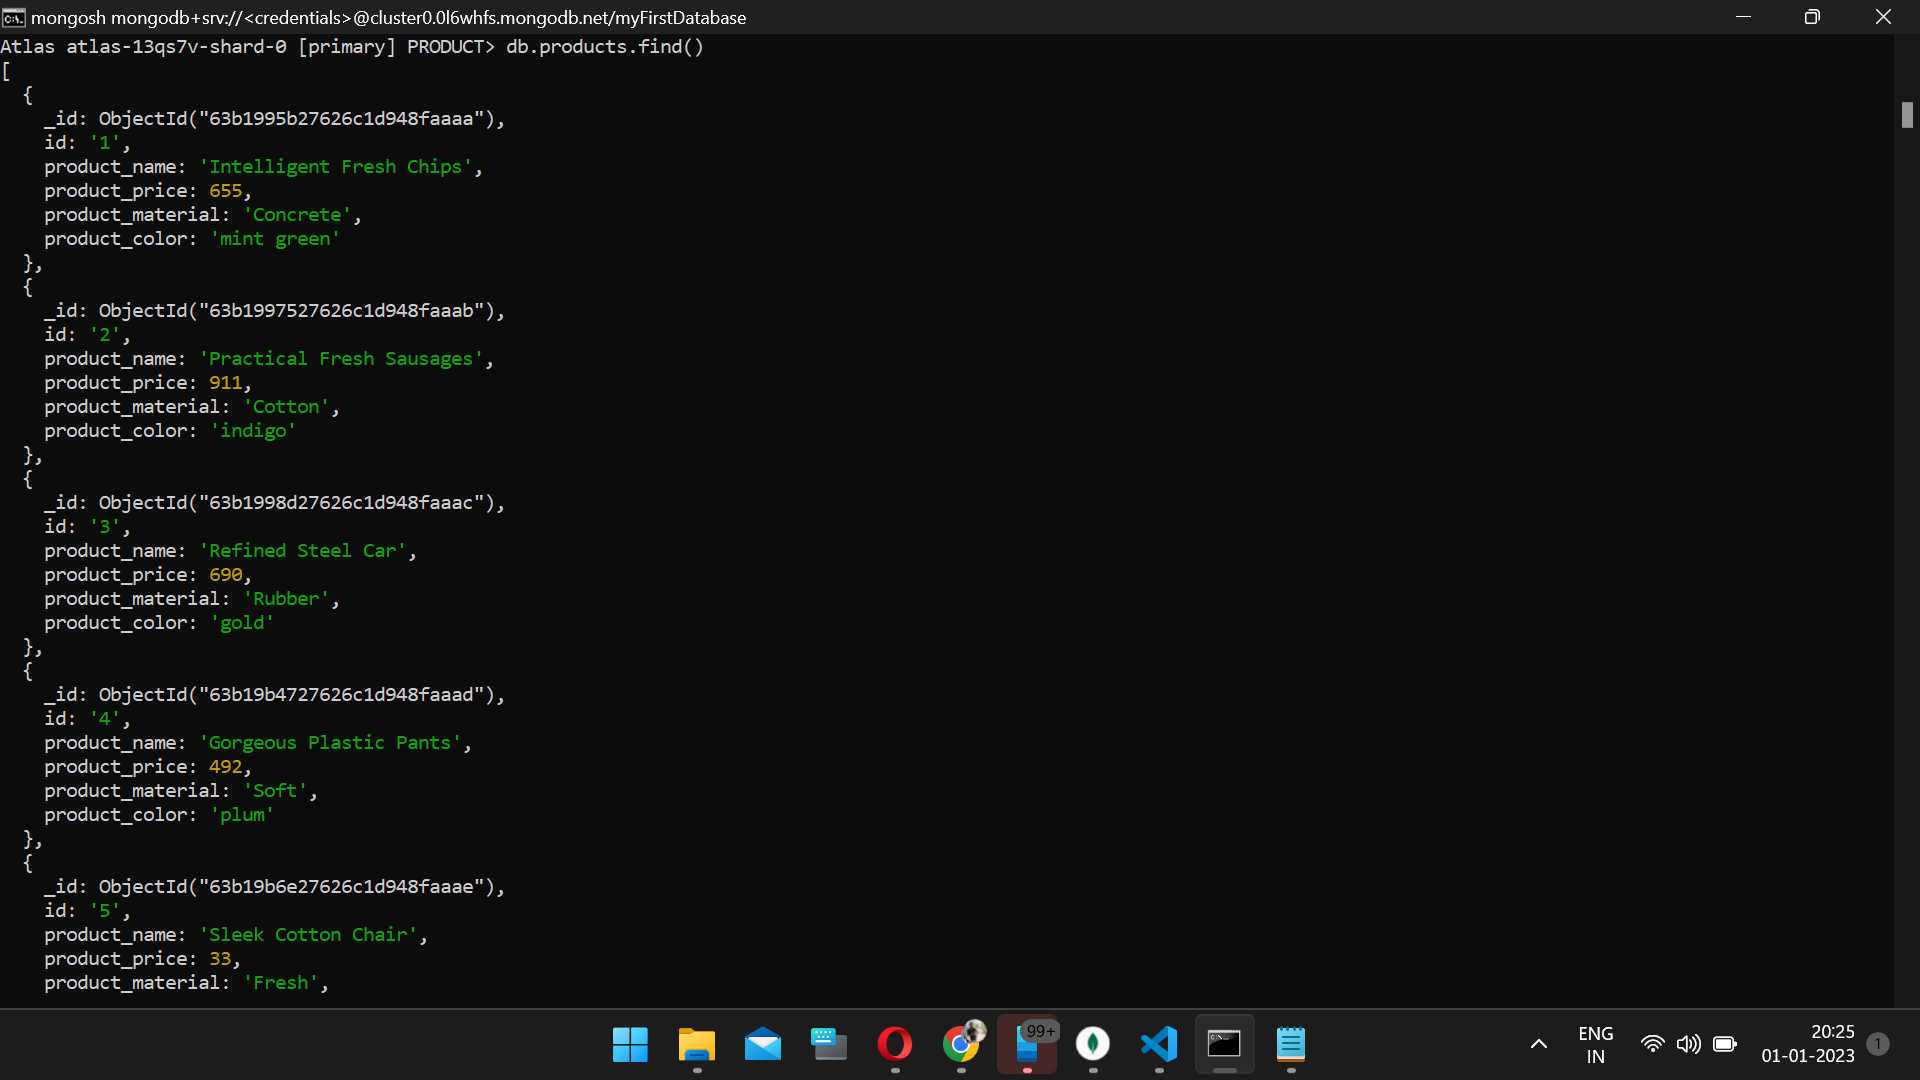 mongosh mongodb+srv://<credentials>@cluster0.0l6whfs.mongodb.net/myFirstDatabase
Atlas atlas-13qs7v-shard-0 [primary] PRODUCT> db.products.find()
[
  {
    _id: ObjectId("63b1995b27626c1d948faaaa"),
    id: '1',
    product_name: 'Intelligent Fresh Chips',
    product_price: 655,
    product_material: 'Concrete',
    product_color: 'mint green'
  },
  {
    _id: ObjectId("63b1997527626c1d948faaab"),
    id: '2',
    product_name: 'Practical Fresh Sausages',
    product_price: 911,
    product_material: 'Cotton',
    product_color: 'indigo'
  },
  {
    _id: ObjectId("63b1998d27626c1d948faaac"),
    id: '3',
    product_name: 'Refined Steel Car',
    product_price: 690,
    product_material: 'Rubber',
    product_color: 'gold'
  },
  {
    _id: ObjectId("63b19b4727626c1d948faaad"),
    id: '4',
    product_name: 'Gorgeous Plastic Pants',
    product_price: 492,
    product_material: 'Soft',
    product_color: 'plum'
  },
  {
    _id: ObjectId("63b19b6e27626c1d948faaae"),
    id: '5',
    product_name: 'Sleek Cotton Chair',
    product_price: 33,
    product_material: 'Fresh',
99+
ENG
IN
20:25
01-01-2023
1